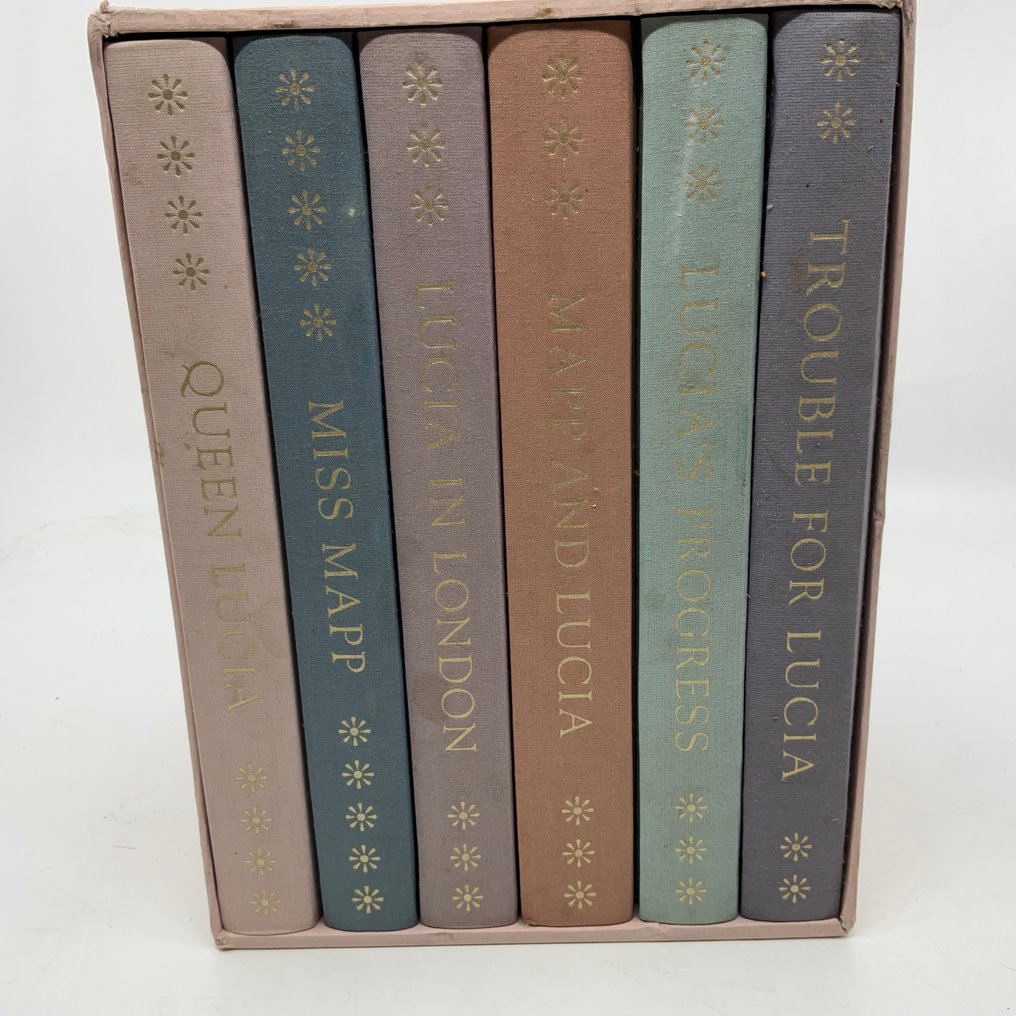 QUEEN LUCIA
MISS MAPP
LUCIA IN LONDON
MAPP AND LUCIA
LUCIA'S PROGRESS
TROUBLE FOR LUCIA